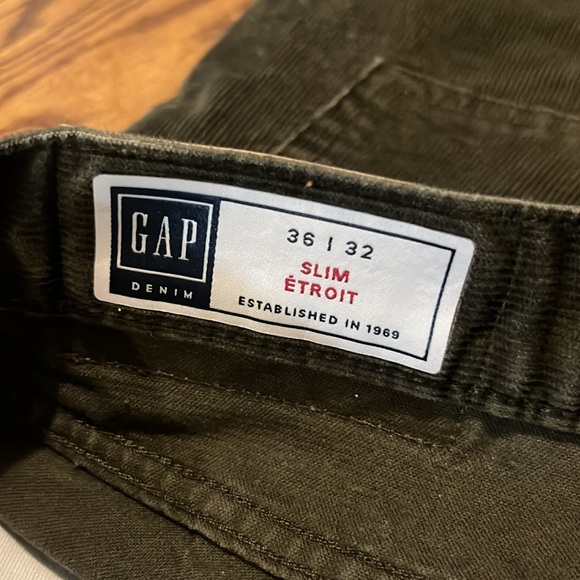 GAP
DENIM
36 | 32
SLIM
ÉTROIT
ESTABLISHED IN 1969